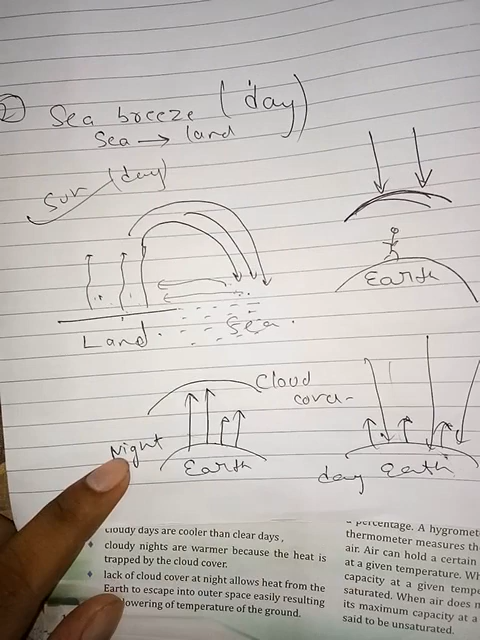 ② Sea breeze (day)
Sea → land
Sun (day)
Land.
Sea.
Earth
Cloud
cover
Night
Earth
day Earth
cloudy days are cooler than clear days,
cloudy nights are warmer because the heat is
trapped by the cloud cover.
lack of cloud cover at night allows heat from the
Earth to escape into outer space easily resulting
lowering of temperature of the ground.
percentage. A hygromet
thermometer measures th
air. Air can hold a certain
at a given temperature. Wh
capacity at a given tempe
saturated. When air does n
its maximum capacity at a
said to be unsaturated.